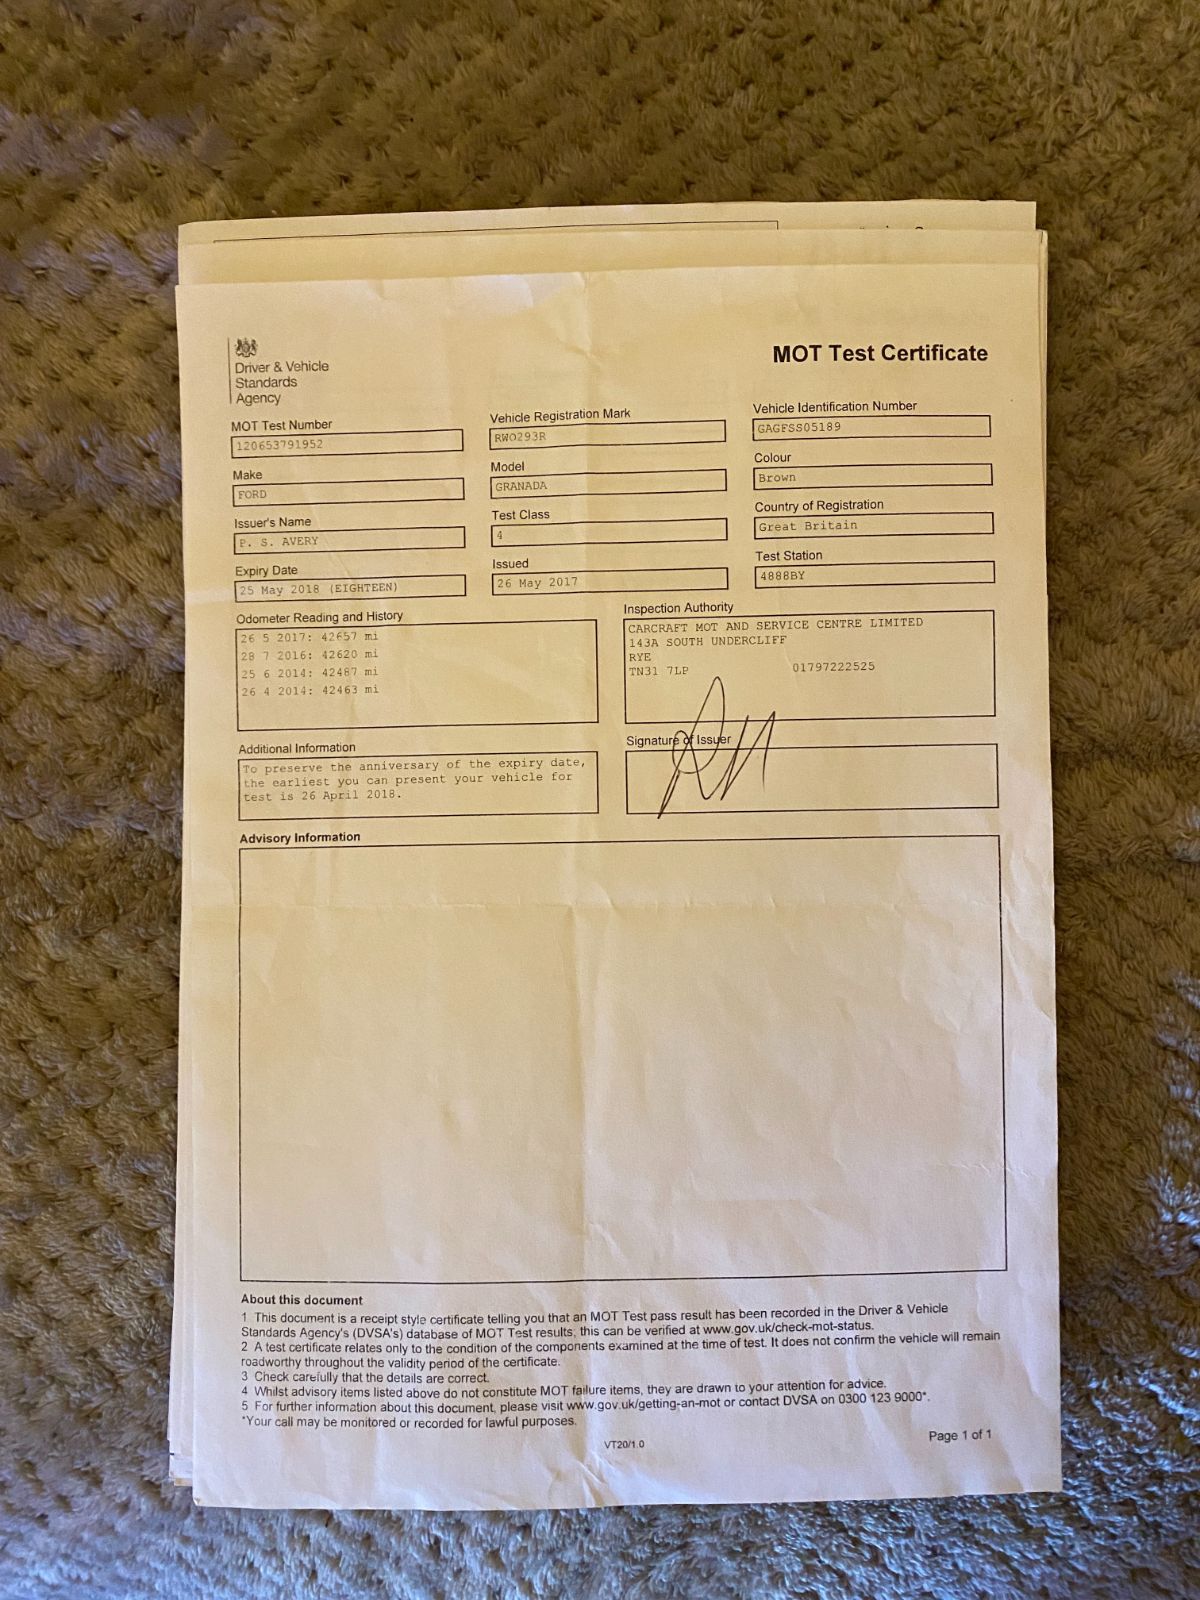 Driver & Vehicle
Standards
Agency
MOT Test Certificate
MOT Test Number
120653791952
Vehicle Registration Mark
RWO293R
Vehicle Identification Number
GAGFSS05189
Make
FORD
Model
GRANADA
Colour
Brown
Issuer's Name
P. S. AVERY
Test Class
4
Country of Registration
Great Britain
Expiry Date
25 May 2018 (EIGHTEEN)
Issued
26 May 2017
Test Station
4888BY
Odometer Reading and History
26 5 2017: 42657 mi
28 7 2016: 42620 mi
25 6 2014: 42487 mi
26 4 2014: 42463 mi
Inspection Authority
CARCRAFT MOT AND SERVICE CENTRE LIMITED
143A SOUTH UNDERCLIFF
RYE
TN31 7LP 01797222525
Additional Information
To preserve the anniversary of the expiry date,
the earliest you can present your vehicle for
test is 26 April 2018.
Signature of Issuer
Advisory Information
About this document
1 This document is a receipt style certificate telling you that an MOT Test pass result has been recorded in the Driver & Vehicle
Standards Agency's (DVSA's) database of MOT Test results; this can be verified at www.gov.uk/check-mot-status.
2 A test certificate relates only to the condition of the components examined at the time of test. It does not confirm the vehicle will remain
roadworthy throughout the validity period of the certificate.
3 Check carefully that the details are correct.
4 Whilst advisory items listed above do not constitute MOT failure items, they are drawn to your attention for advice.
5 For further information about this document, please visit www.gov.uk/getting-an-mot or contact DVSA on 0300 123 9000*.
*Your call may be monitored or recorded for lawful purposes.
VT20/1.0
Page 1 of 1